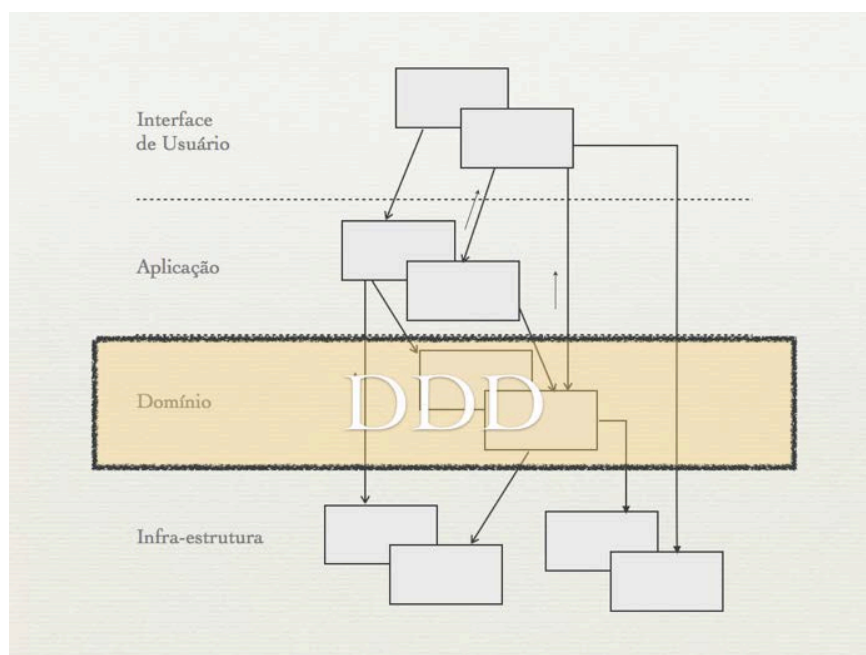 Interface
de Usuário
Aplicação
Domínio
DDD
Infra-estrutura